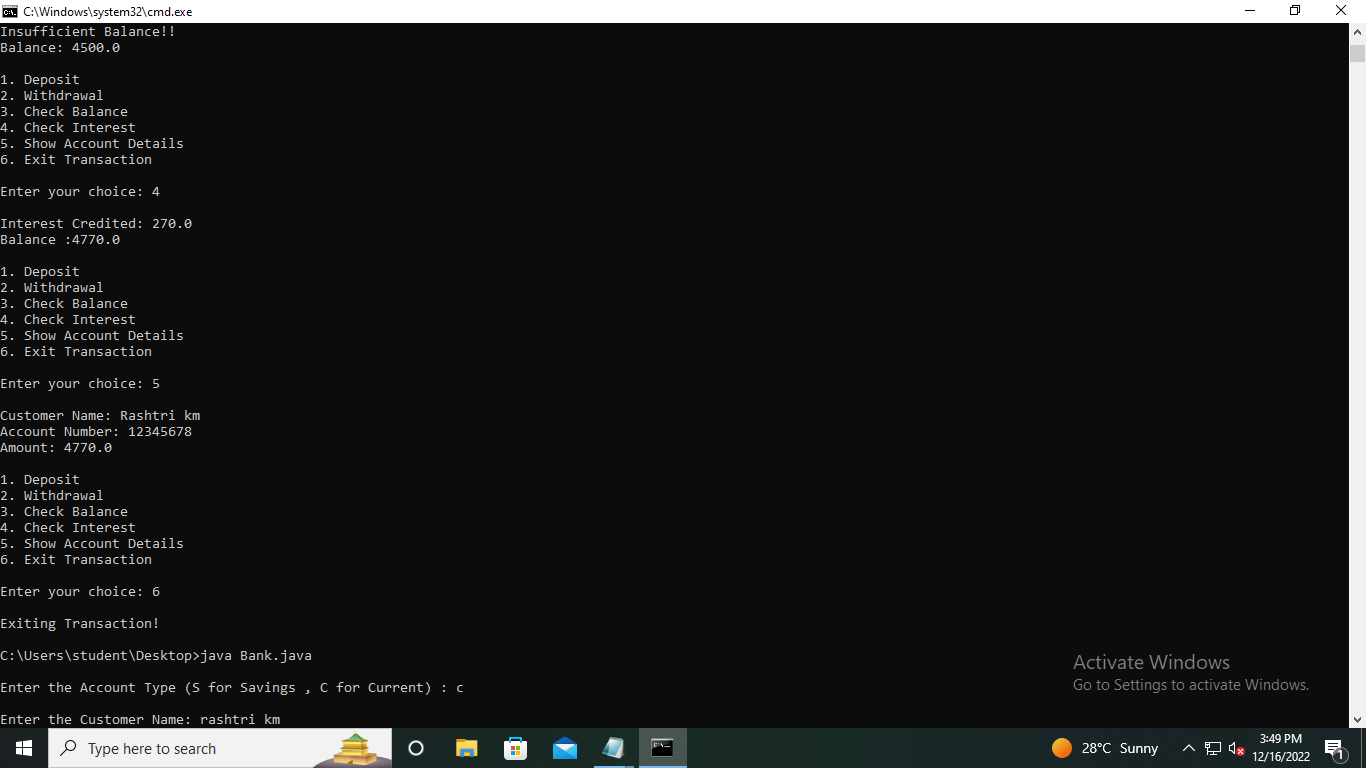 C:\Windows\system32\cmd.exe
Insufficient Balance!!
Balance: 4500.0
1. Deposit
2. Withdrawal
3. Check Balance
4. Check Interest
5. Show Account Details
6. Exit Transaction
Enter your choice: 4
Interest Credited: 270.0
Balance :4770.0
1. Deposit
2. Withdrawal
3. Check Balance
4. Check Interest
5. Show Account Details
6. Exit Transaction
Enter your choice: 5
Customer Name: Rashtri km
Account Number: 12345678
Amount: 4770.0
1. Deposit
2. Withdrawal
3. Check Balance
4. Check Interest
5. Show Account Details
6. Exit Transaction
Enter your choice: 6
Exiting Transaction!
C:\Users\student\Desktop>java Bank.java
Enter the Account Type (S for Savings , C for Current) : c
Enter the Customer Name: rashtri km
Activate Windows
Go to Settings to activate Windows.
Type here to search
28°C Sunny
3:49 PM
12/16/2022
1